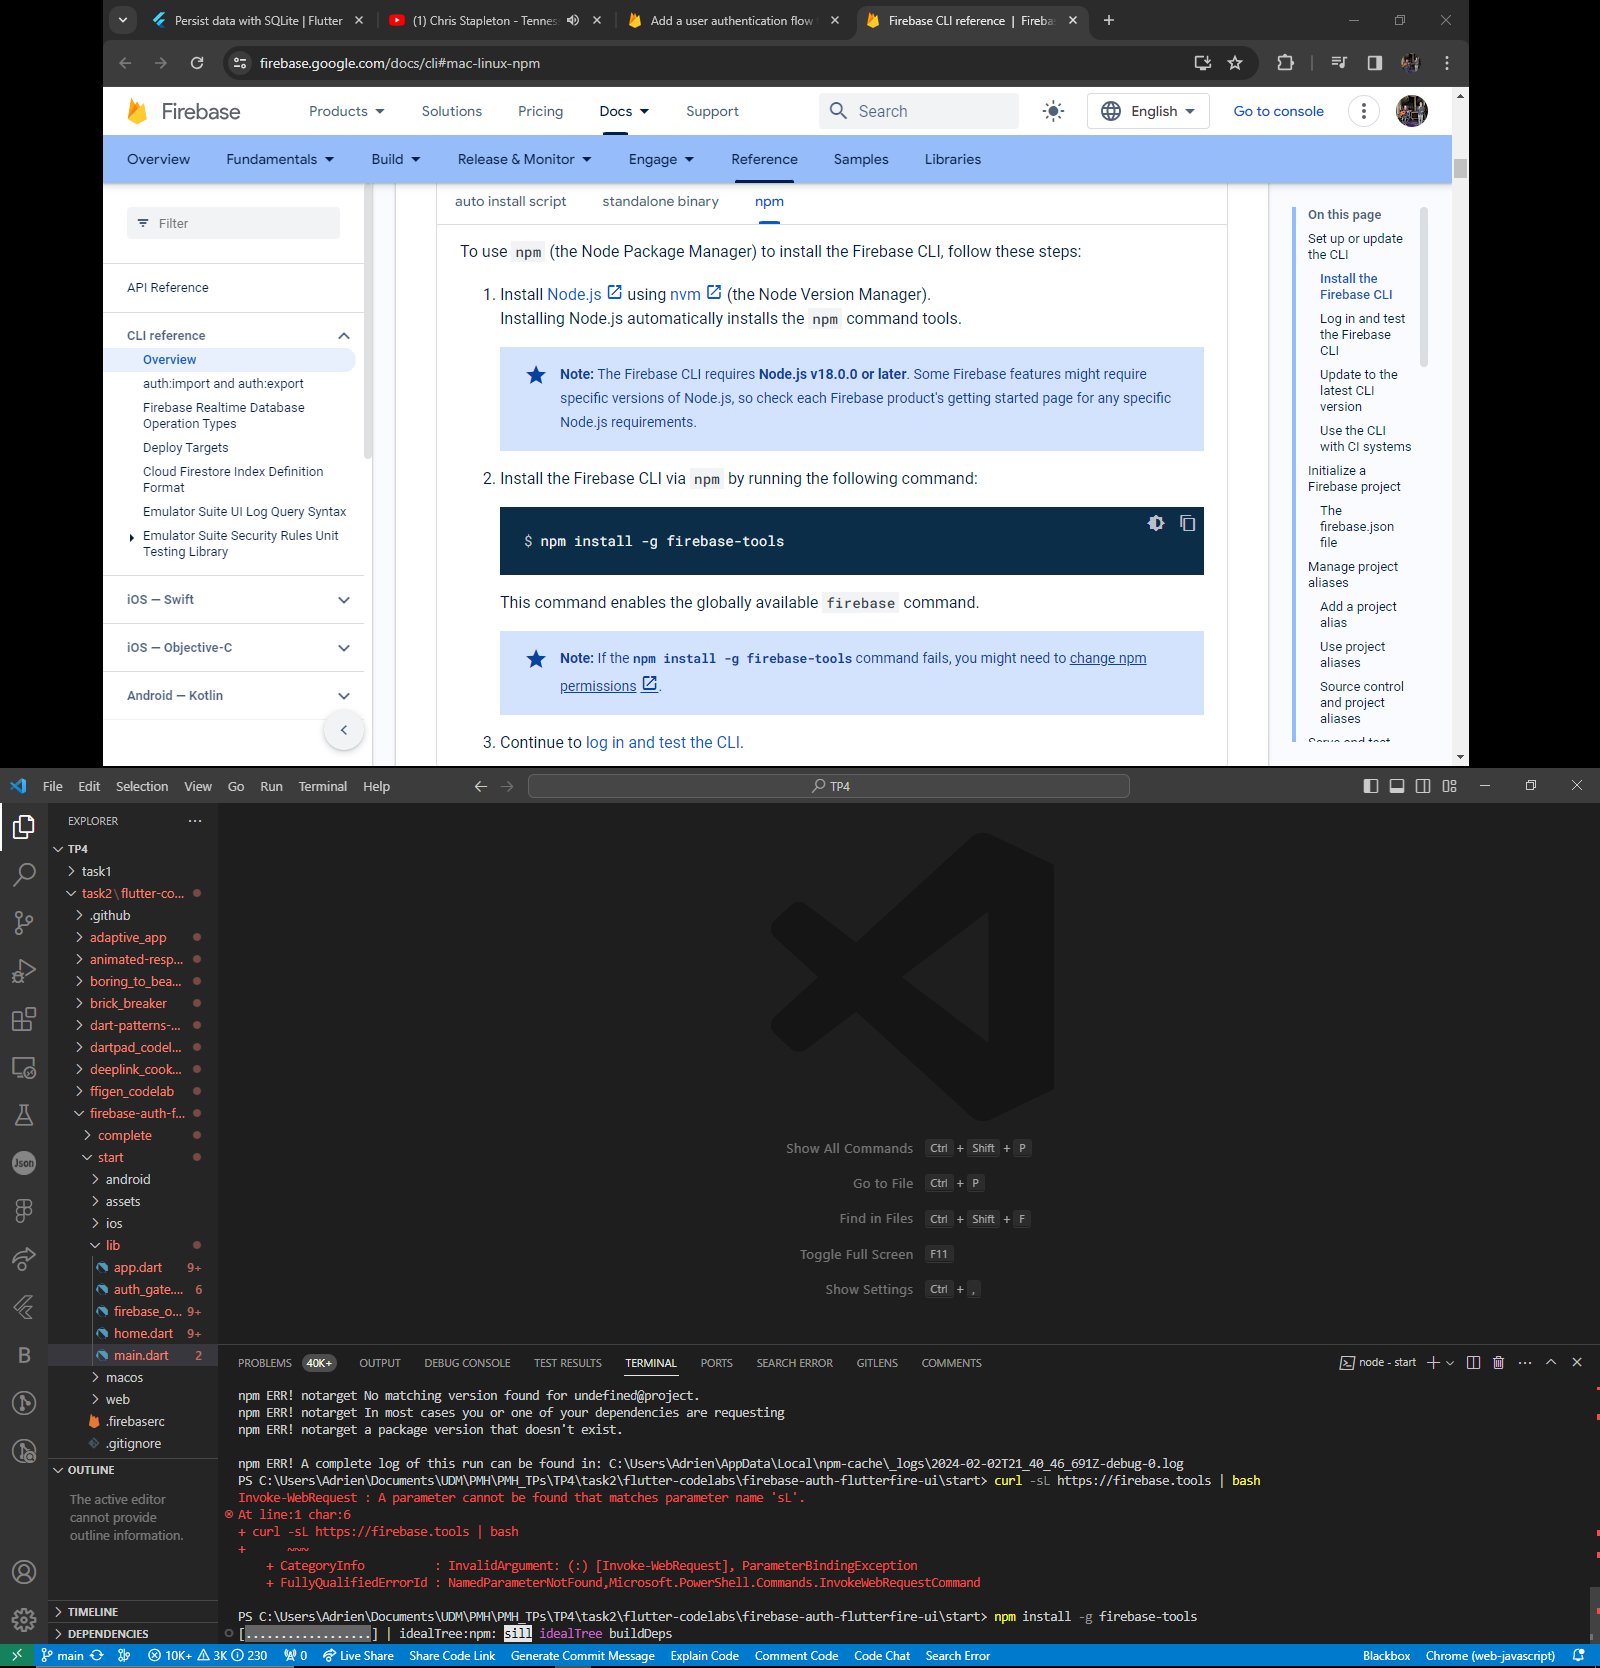 Persist data with SQLite | Flutter
(1) Chris Stapleton - Tennes
Add a user authentication flow
Firebase CLI reference | Fireba
firebase.google.com/docs/cli#mac-linux-npm
Firebase
Products
Solutions
Pricing
Docs
Support
Search
English
Go to console
Overview
Fundamentals
Build
Release & Monitor
Engage
Reference
Samples
Libraries
Filter
API Reference
CLI reference
Overview
auth:import and auth:export
Firebase Realtime Database
Operation Types
Deploy Targets
Cloud Firestore Index Definition
Format
Emulator Suite UI Log Query Syntax
Emulator Suite Security Rules Unit
Testing Library
iOS — Swift
iOS — Objective-C
Android — Kotlin
auto install script
standalone binary
npm
To use npm (the Node Package Manager) to install the Firebase CLI, follow these steps:
1. Install Node.js using nvm (the Node Version Manager).
Installing Node.js automatically installs the npm command tools.
Note: The Firebase CLI requires Node.js v18.0.0 or later. Some Firebase features might require
specific versions of Node.js, so check each Firebase product's getting started page for any specific
Node.js requirements.
2. Install the Firebase CLI via npm by running the following command:
$ npm install -g firebase-tools
This command enables the globally available firebase command.
Note: If the npm install -g firebase-tools command fails, you might need to change npm
permissions.
3. Continue to log in and test the CLI.
On this page
Set up or update
the CLI
Install the
Firebase CLI
Log in and test
the Firebase
CLI
Update to the
latest CLI
version
Use the CLI
with CI systems
Initialize a
Firebase project
The
firebase.json
file
Manage project
aliases
Add a project
alias
Use project
aliases
Source control
and project
aliases
Serve and test
File
Edit
Selection
View
Go
Run
Terminal
Help
TP4
EXPLORER
TP4
task1
task2\flutter-co...
.github
adaptive_app
animated-resp...
boring_to_bea...
brick_breaker
dart-patterns-...
dartpad_codel...
deeplink_cook...
ffigen_codelab
firebase-auth-f...
complete
start
android
assets
ios
lib
app.dart 9+
auth_gate.... 6
firebase_o... 9+
home.dart 9+
main.dart 2
macos
web
.firebaserc
.gitignore
OUTLINE
The active editor
cannot provide
outline information.
TIMELINE
DEPENDENCIES
Json
B
Show All Commands Ctrl + Shift + P
Go to File Ctrl + P
Find in Files Ctrl + Shift + F
Toggle Full Screen F11
Show Settings Ctrl + ,
PROBLEMS 40K+
OUTPUT
DEBUG CONSOLE
TEST RESULTS
TERMINAL
PORTS
SEARCH ERROR
GITLENS
COMMENTS
node - start
npm ERR! notarget No matching version found for undefined@project.
npm ERR! notarget In most cases you or one of your dependencies are requesting
npm ERR! notarget a package version that doesn't exist.
npm ERR! A complete log of this run can be found in: C:\Users\Adrien\AppData\Local\npm-cache\_logs\2024-02-02T21_40_46_691Z-debug-0.log
PS C:\Users\Adrien\Documents\UDM\PMH\PMH_TPs\TP4\task2\flutter-codelabs\firebase-auth-flutterfire-ui\start> curl -sL https://firebase.tools | bash
Invoke-WebRequest : A parameter cannot be found that matches parameter name 'sL'.
At line:1 char:6
+ curl -sL https://firebase.tools | bash
+ ~~~
+ CategoryInfo : InvalidArgument: (:) [Invoke-WebRequest], ParameterBindingException
+ FullyQualifiedErrorId : NamedParameterNotFound,Microsoft.PowerShell.Commands.InvokeWebRequestCommand
PS C:\Users\Adrien\Documents\UDM\PMH\PMH_TPs\TP4\task2\flutter-codelabs\firebase-auth-flutterfire-ui\start> npm install -g firebase-tools
[..................] | idealTree:npm: sill idealTree buildDeps
main
10K+ 3K 230
0
Live Share
Share Code Link
Generate Commit Message
Explain Code
Comment Code
Code Chat
Search Error
Blackbox
Chrome (web-javascript)